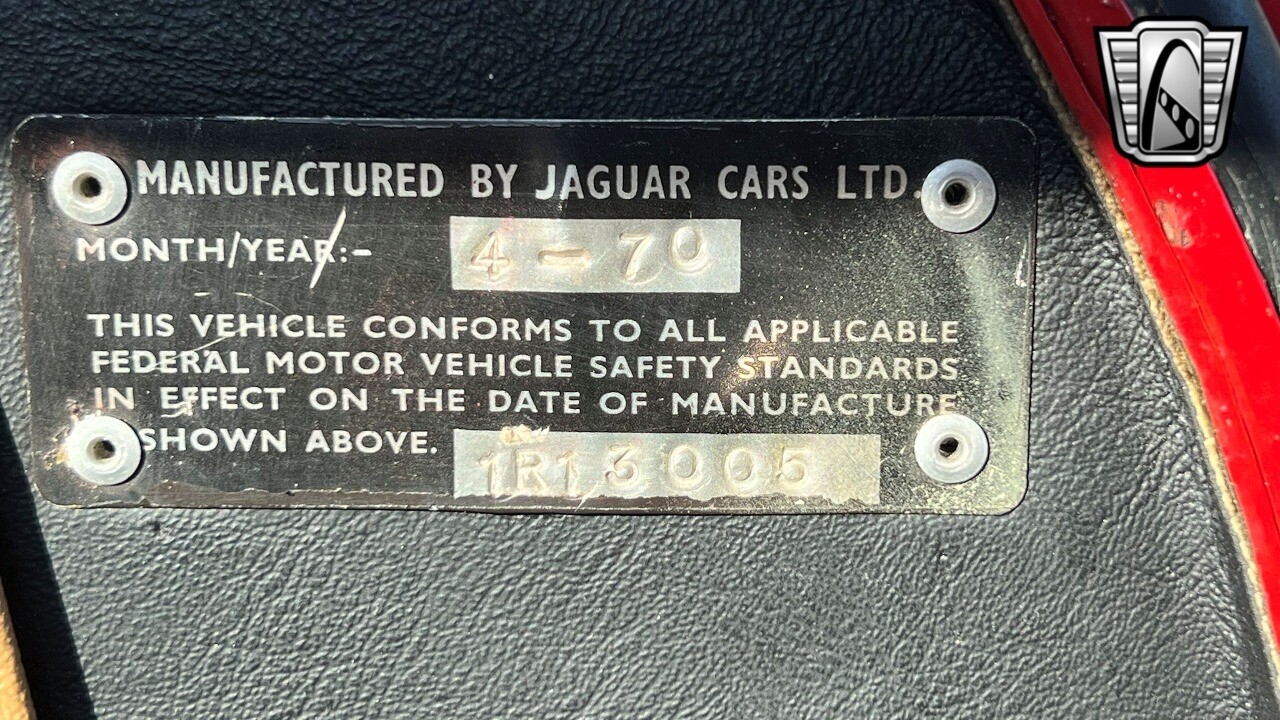 MANUFACTURED BY JAGUAR CARS LTD.
MONTH/YEAR:- 4-70
THIS VEHICLE CONFORMS TO ALL APPLICABLE
FEDERAL MOTOR VEHICLE SAFETY STANDARDS
IN EFFECT ON THE DATE OF MANUFACTURE
SHOWN ABOVE. 1R13005